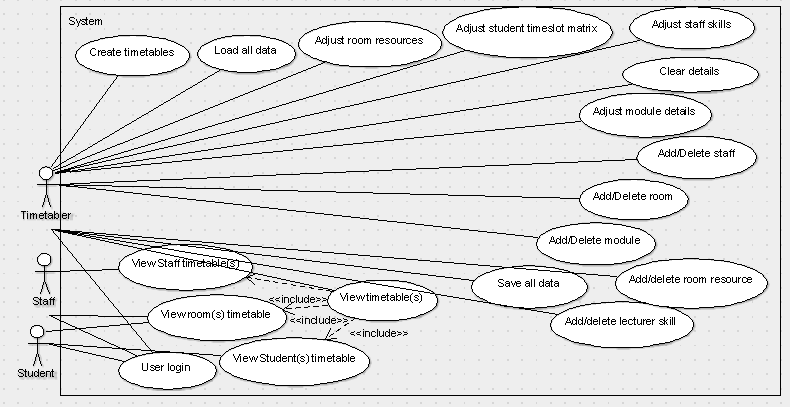 System
Create timetables
Load all data
Adjust room resources
Adjust student timeslot matrix
Adjust staff skills
Clear details
Adjust module details
Add/Delete staff
Add/Delete room
Add/Delete module
Timetabler
View Staff timetable(s)
Staff
View timetable(s)
Save all data
Add/delete room resource
<<include>>
View room(s) timetable
<<include>>
Add/delete lecturer skill
<<include>>
View Student(s) timetable
User login
Student